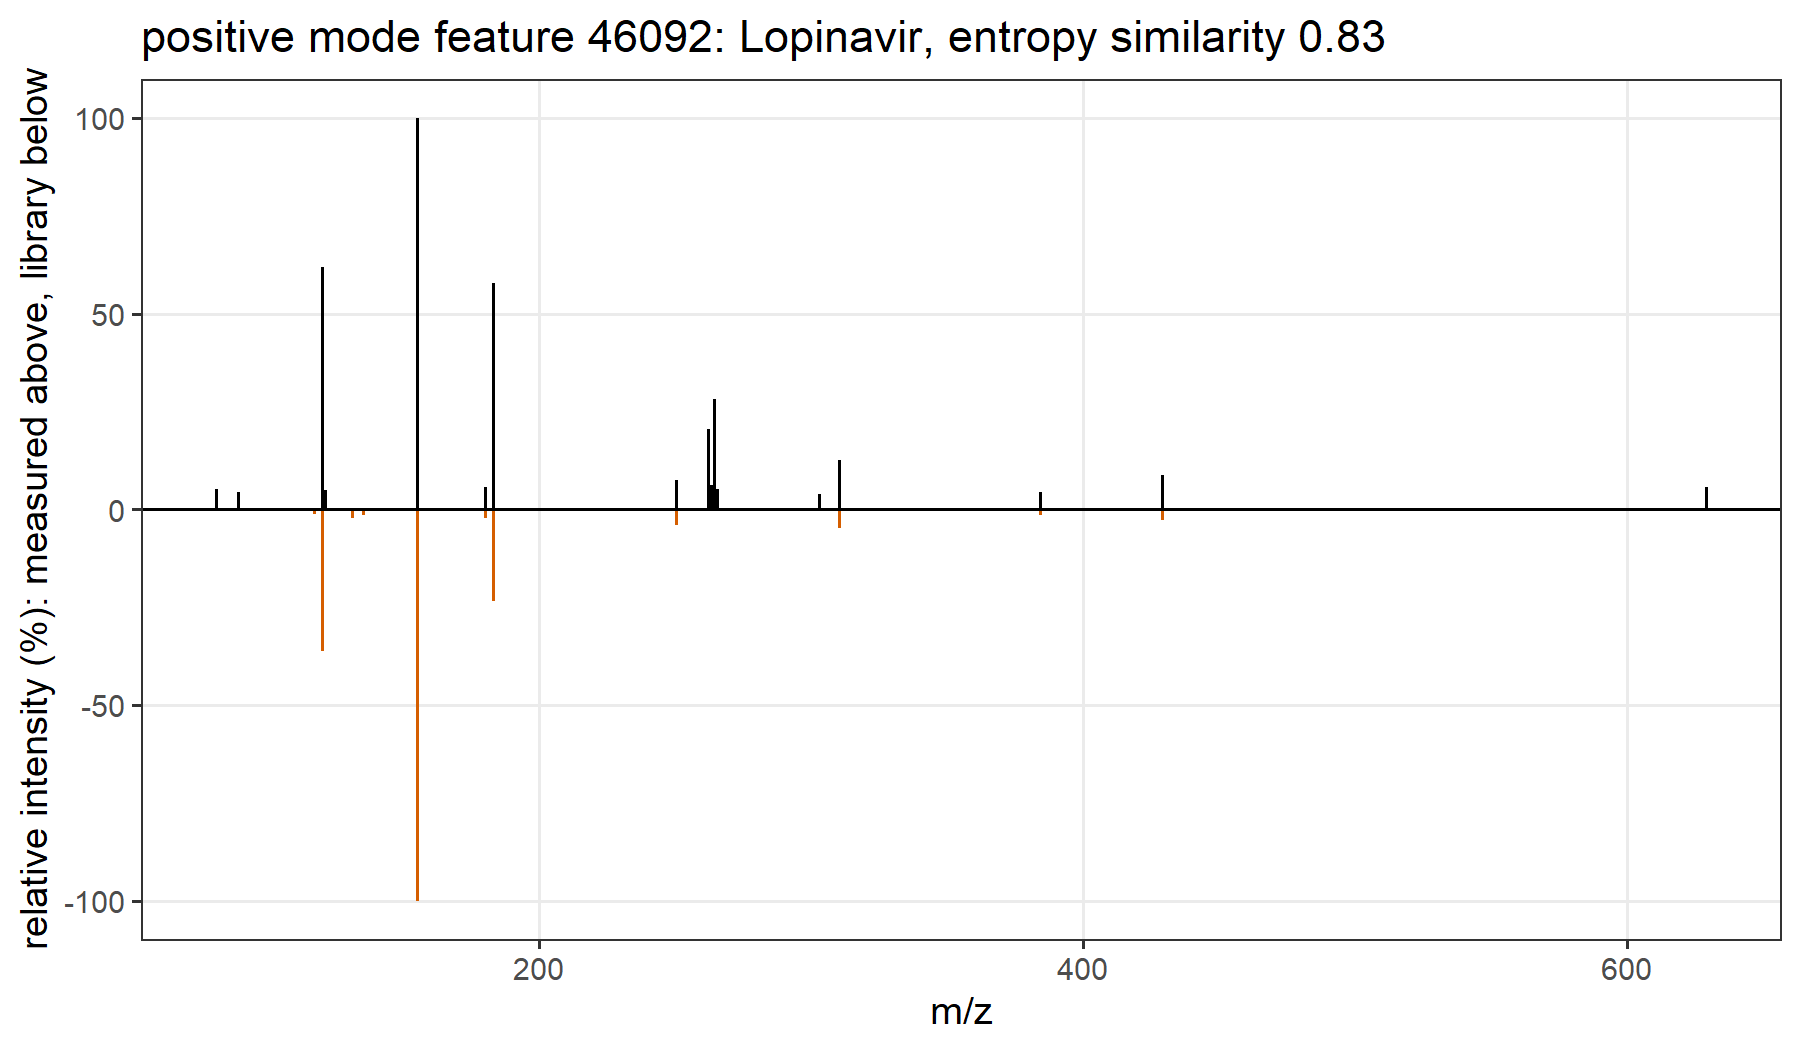 positive mode feature 46092: Lopinavir, entropy similarity 0.83
relative intensity (%): measured above, library below
100
50
0
-50
-100
200
400
600
m/z